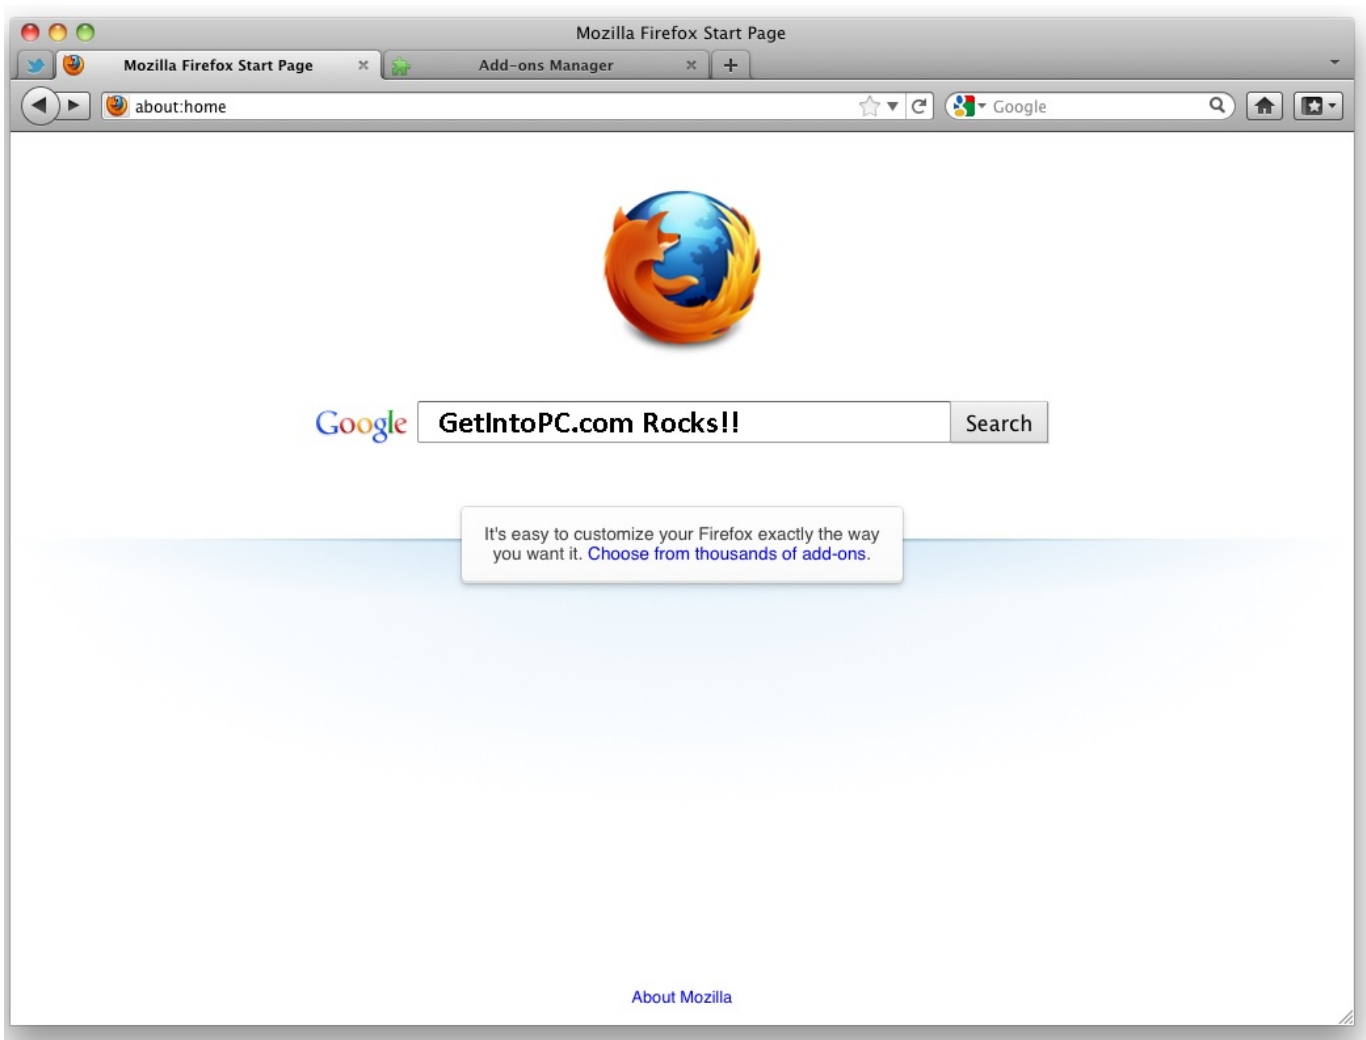 Mozilla Firefox Start Page
Mozilla Firefox Start Page
Add-ons Manager
about:home
Google
Google
GetIntoPC.com Rocks!!
Search
It's easy to customize your Firefox exactly the way
you want it. Choose from thousands of add-ons.
About Mozilla